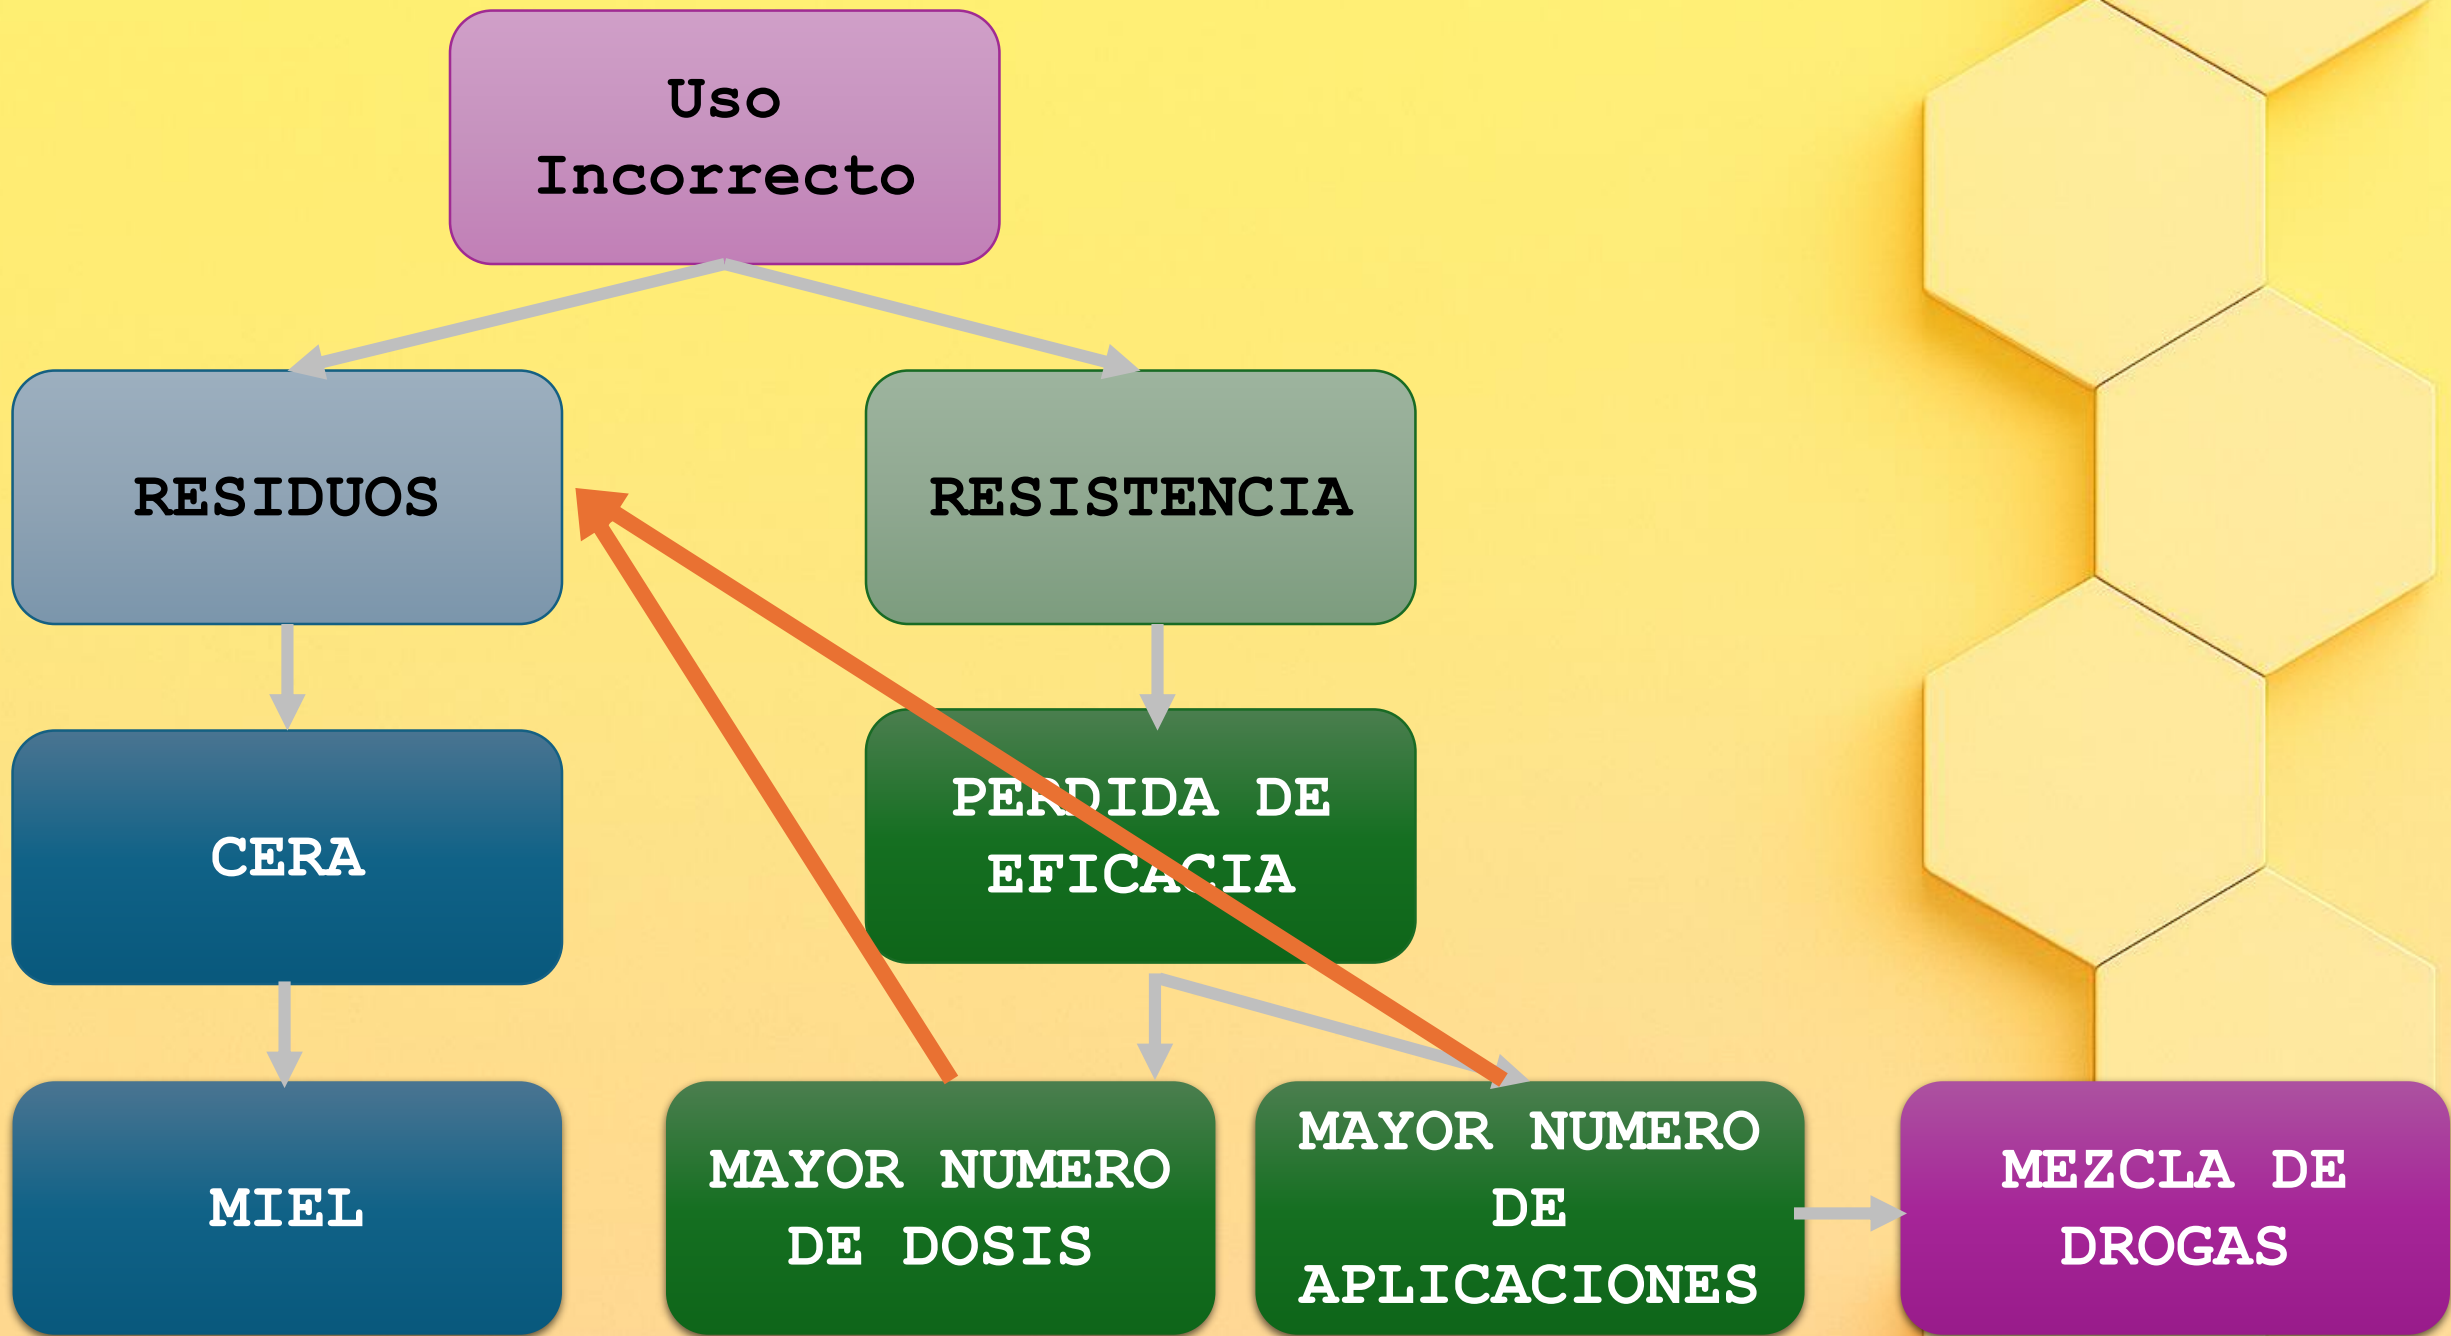 Uso
Incorrecto
RESIDUOS
RESISTENCIA
CERA
PERDIDA DE
EFICACIA
MIEL
MAYOR NUMERO
DE DOSIS
MAYOR NUMERO
DE
APLICACIONES
MEZCLA DE
DROGAS